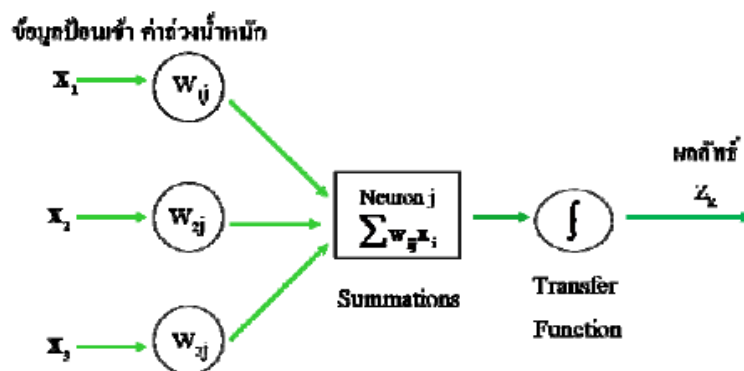 ข้อมูลป้อนเข้า ค่าถ่วงน้ำหนัก
X₁
W₁ⱼ
ผลลัพธ์
Neuron j
X₂
W₂ⱼ
∑wᵢⱼxᵢ
∫
Zₖ
Summations
Transfer
Function
X₃
W₃ⱼ